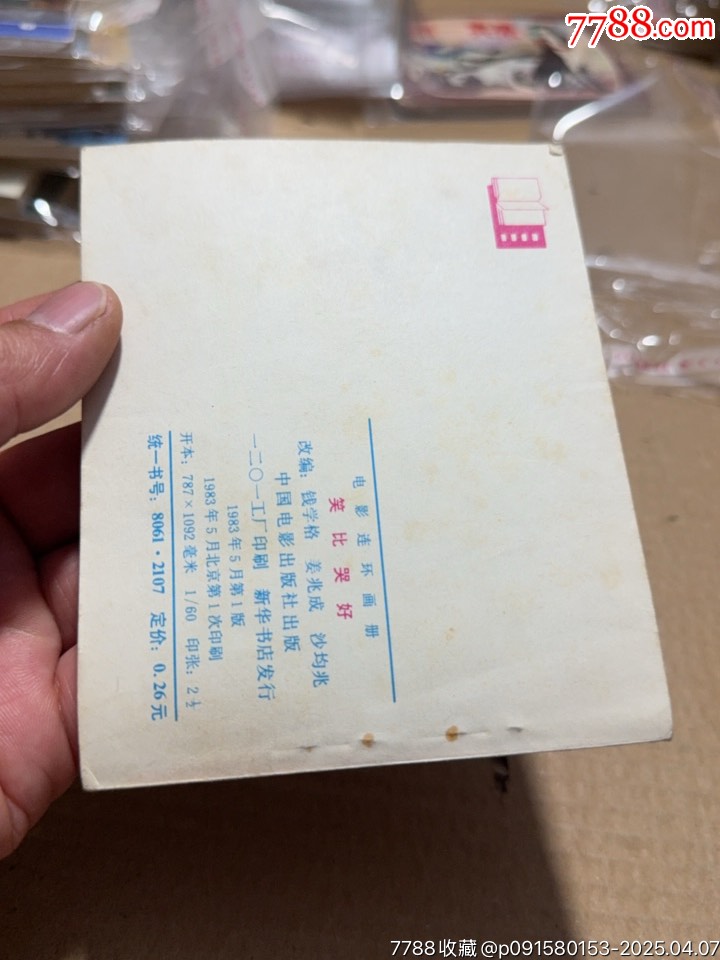 7788.com
电影连环画册
笑比哭好
改编：钱学格 姜兆成 沙均兆
中国电影出版社出版
一二〇一工厂印刷 新华书店发行
1983年5月第1版
1983年5月北京第1次印刷
开本：787×1092毫米 1/60 印张：2½
统一书号：8061·2107 定价：0.26元
7788收藏@p091580153-2025.04.07